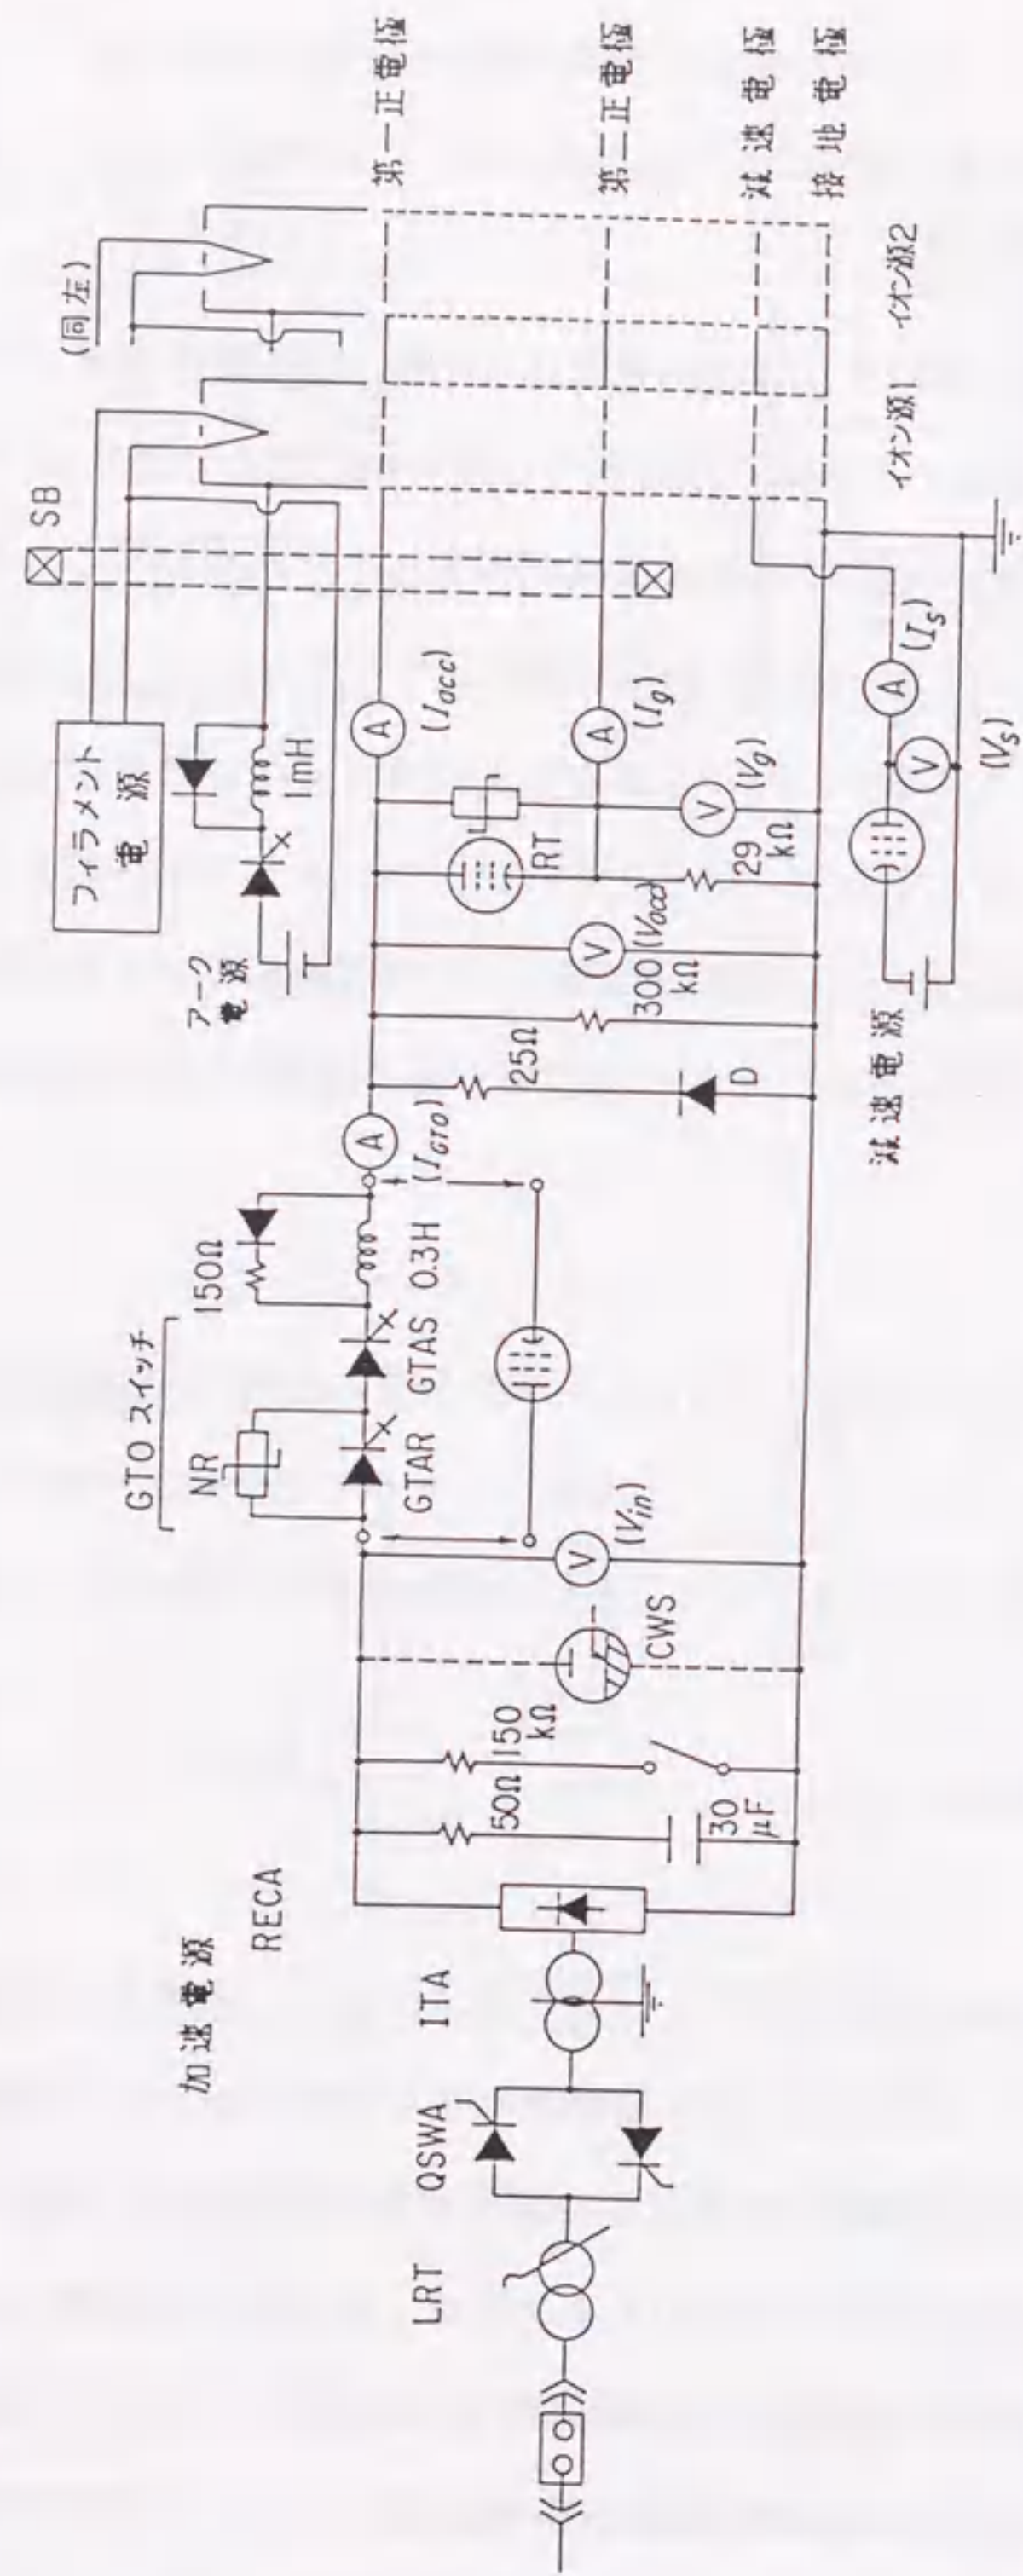 加速電源
RECA
LRT
QSWA
ITA
50Ω
30
μF
150
kΩ
CWS
(Vin)
GTOスイッチ
NR
GTAR
GTAS
150Ω
0.3H
A
(IGTO)
V
25Ω
D
300
kΩ
V
(Vacc)
RT
29
kΩ
V
(Vg)
A
(Iacc)
A
(Ig)
フィラメント
電源
アーク
電源
1mH
SB
(同左)
第一正電極
第二正電極
減速電極
接地電極
イオン源1
イオン源2
減速電源
A
(Is)
V
(Vs)